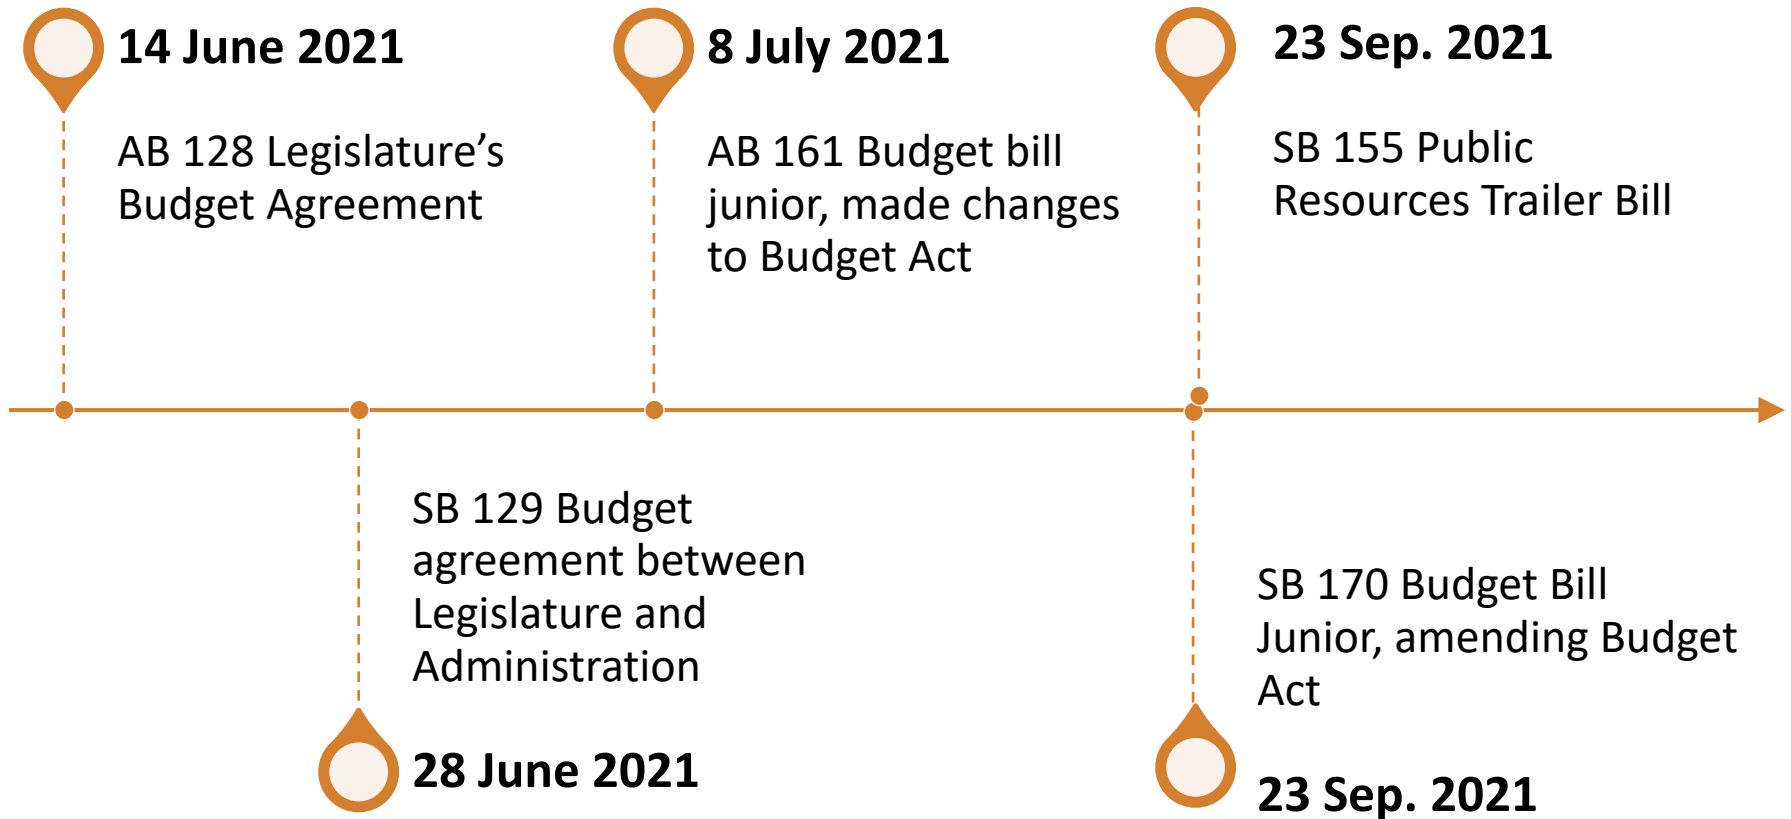 14 June 2021
AB 128 Legislature’s
Budget Agreement
8 July 2021
AB 161 Budget bill
junior, made changes
to Budget Act
23 Sep. 2021
SB 155 Public
Resources Trailer Bill
SB 129 Budget
agreement between
Legislature and
Administration
28 June 2021
SB 170 Budget Bill
Junior, amending Budget
Act
23 Sep. 2021